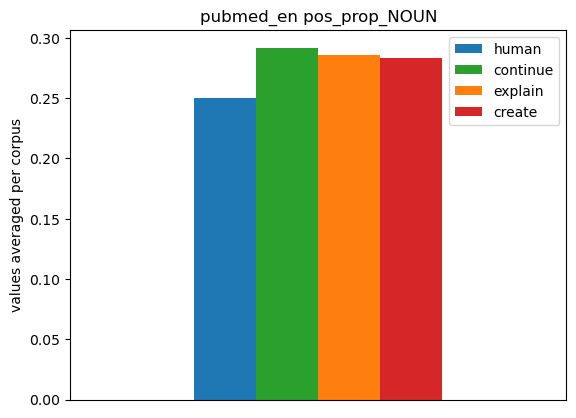 pubmed_en pos_prop_NOUN
values averaged per corpus
0.30
0.25
0.20
0.15
0.10
0.05
0.00
human
continue
explain
create